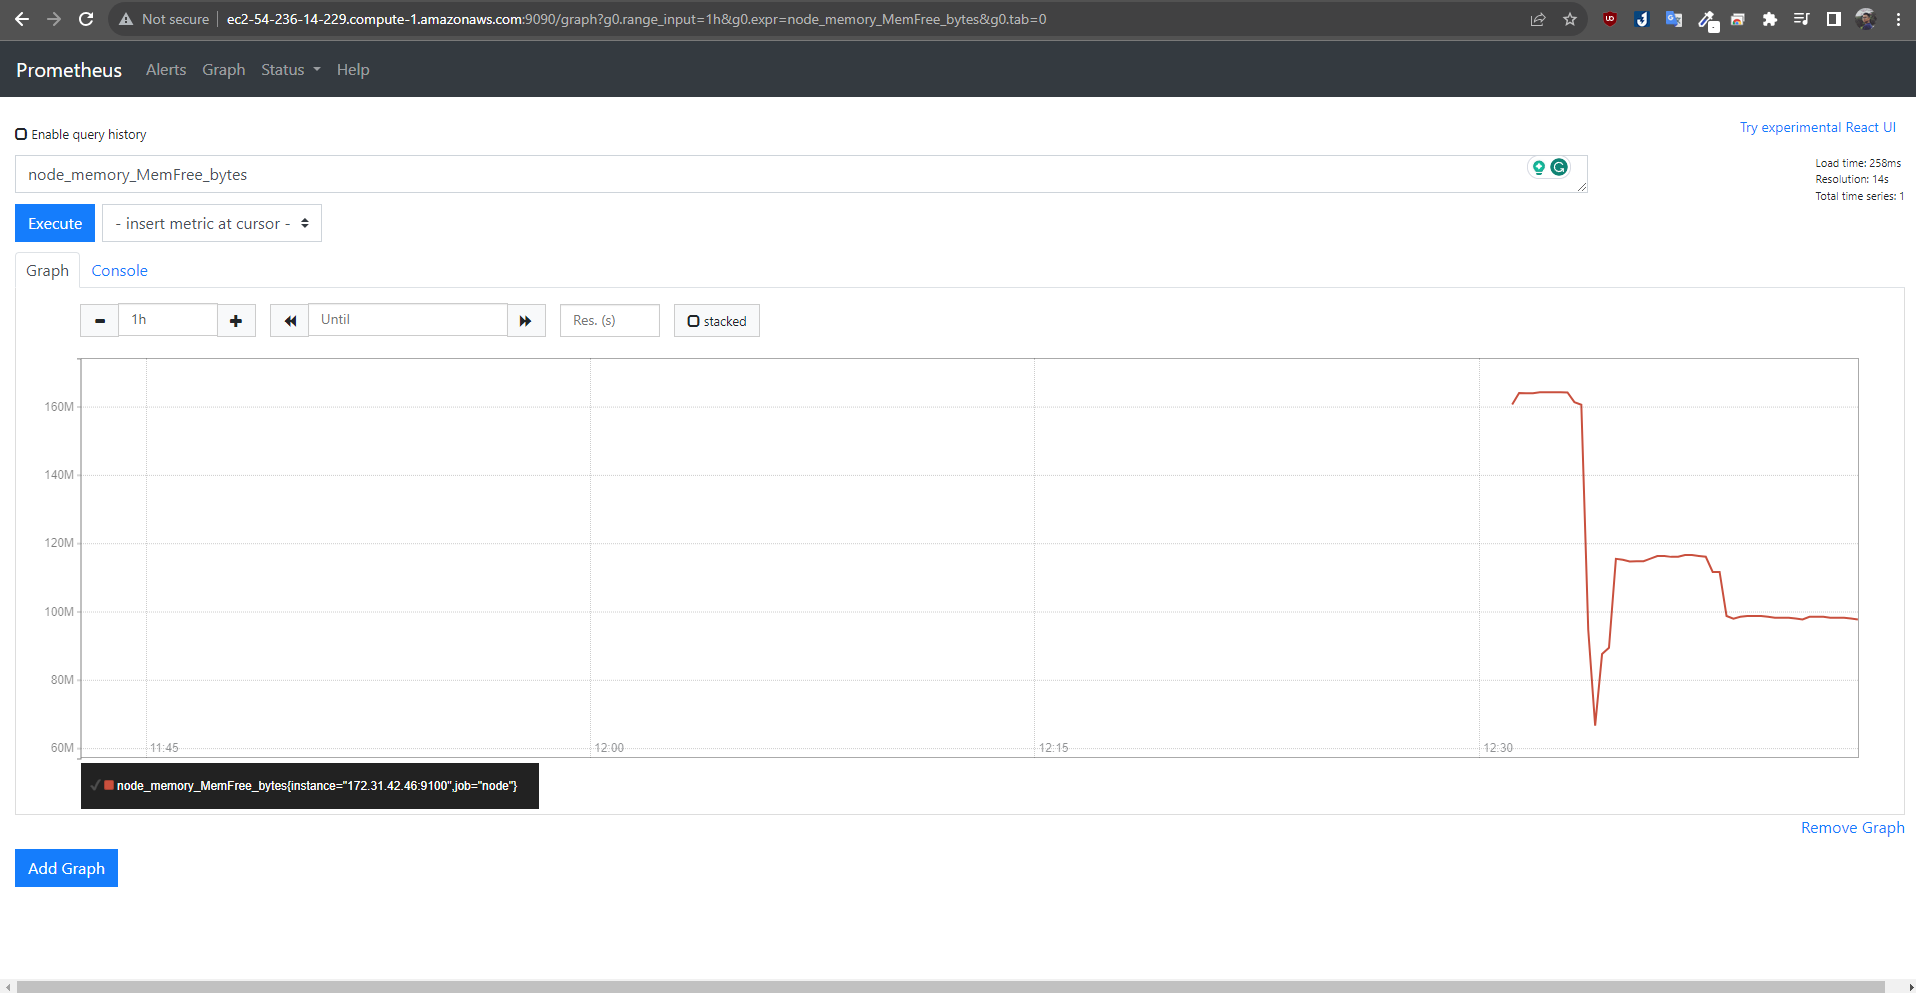 Not secure ec2-54-236-14-229.compute-1.amazonaws.com:9090/graph?g0.range_input=1h&g0.expr=node_memory_MemFree_bytes&g0.tab=0
Prometheus Alerts Graph Status Help
Enable query history
Try experimental React UI
node_memory_MemFree_bytes
Load time: 258ms
Resolution: 14s
Total time series: 1
Execute - insert metric at cursor -
Graph Console
1h Until Res. (s) stacked
160M
140M
120M
100M
80M
60M
11:45 12:00 12:15 12:30
node_memory_MemFree_bytes{instance="172.31.42.46:9100",job="node"}
Remove Graph
Add Graph